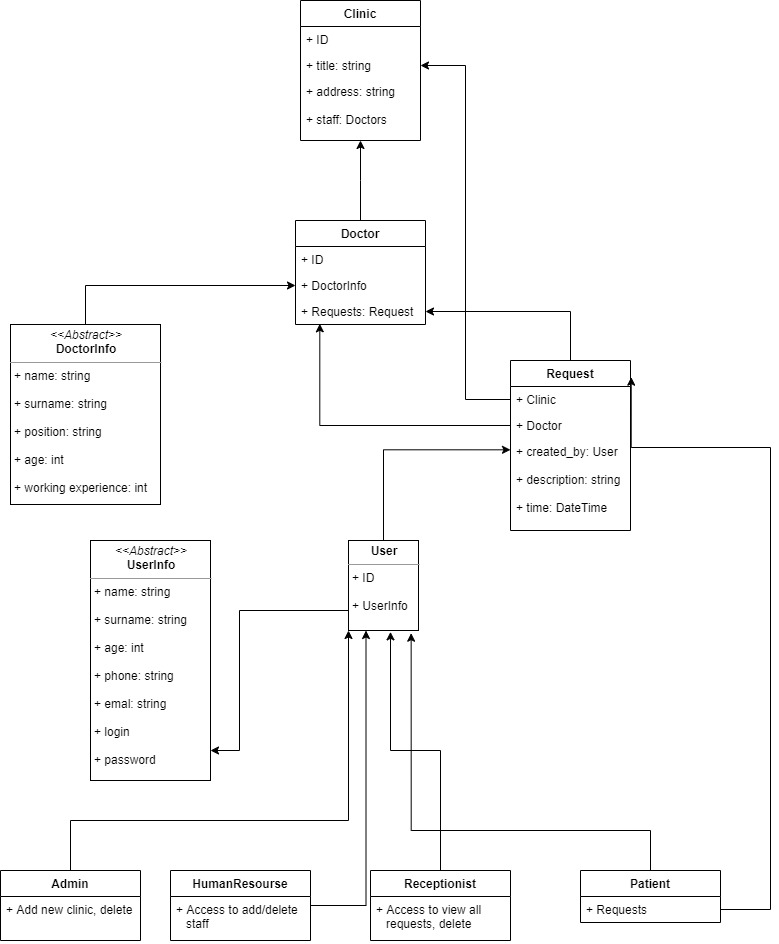 Clinic
+ ID
+ title: string
+ address: string
+ staff: Doctors
Doctor
+ ID
+ DoctorInfo
+ Requests: Request
<<Abstract>>
DoctorInfo
+ name: string
+ surname: string
+ position: string
+ age: int
+ working experience: int
Request
+ Clinic
+ Doctor
+ created_by: User
+ description: string
+ time: DateTime
<<Abstract>>
UserInfo
+ name: string
+ surname: string
+ age: int
+ phone: string
+ emal: string
+ login
+ password
User
+ ID
+ UserInfo
Admin
+ Add new clinic, delete
HumanResourse
+ Access to add/delete
staff
Receptionist
+ Access to view all
requests, delete
Patient
+ Requests